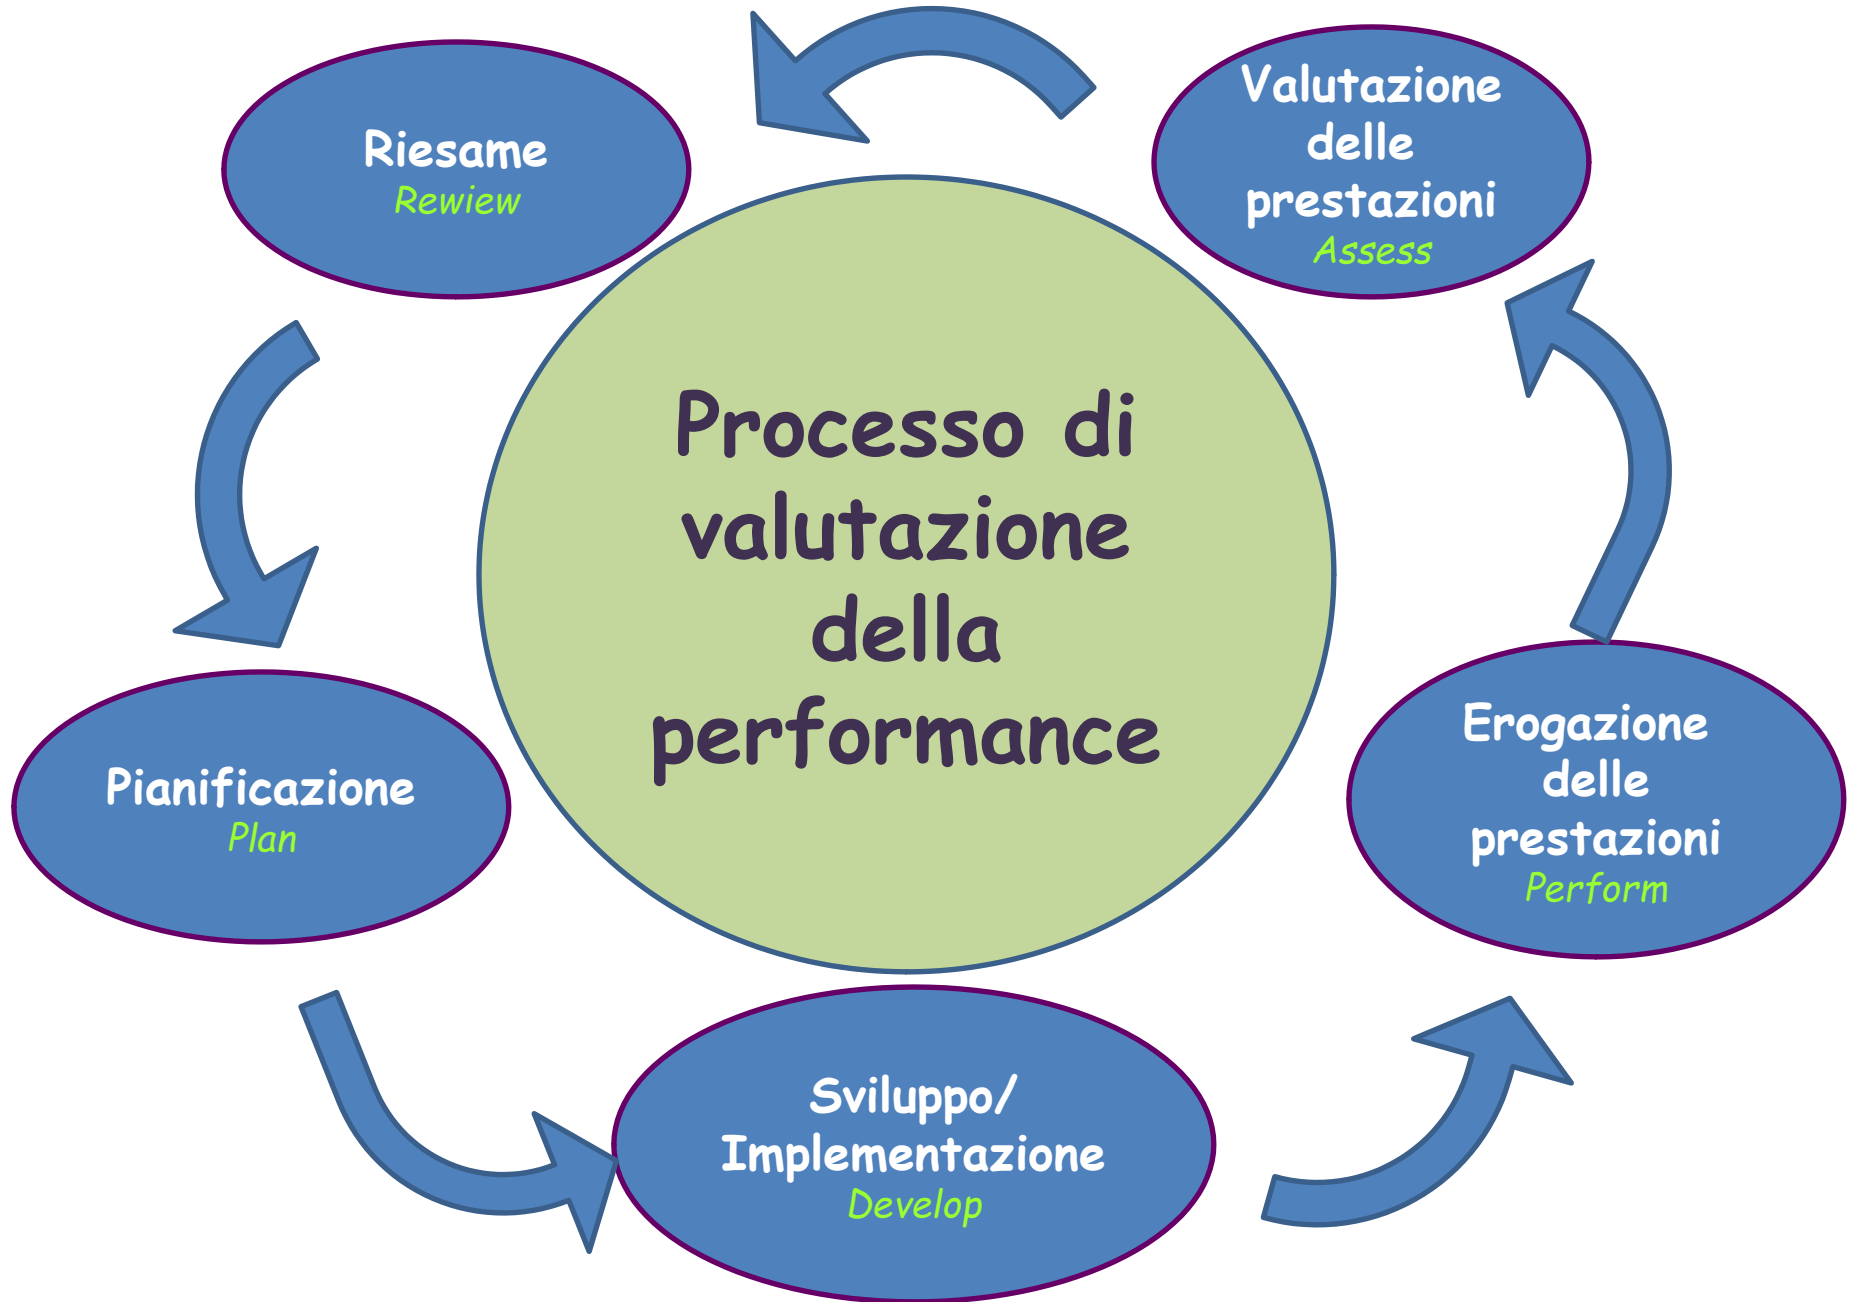 Riesame
Rewiew
Valutazione
delle
prestazioni
Assess
Processo di
valutazione
della
performance
Pianificazione
Plan
Erogazione
delle
prestazioni
Perform
Sviluppo/
Implementazione
Develop